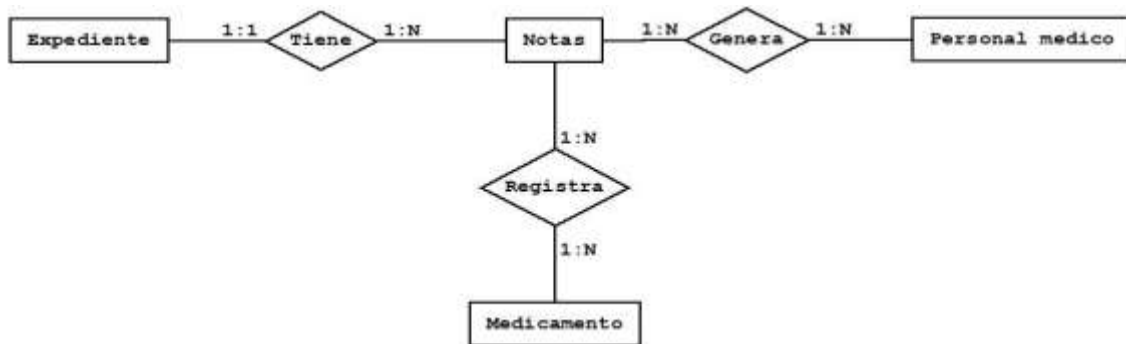 Expediente 1:1 Tiene 1:N Notas 1:N Genera 1:N Personal medico
1:N
Registra
1:N
Medicamento